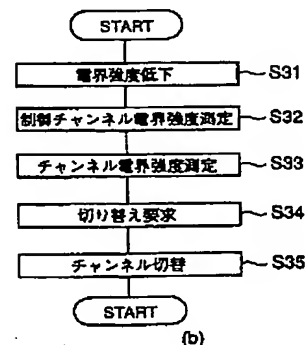 START
電界強度低下 S31
制御チャンネル電界強度測定 S32
チャンネル電界強度測定 S33
切り替え要求 S34
チャンネル切替 S35
START
(b)